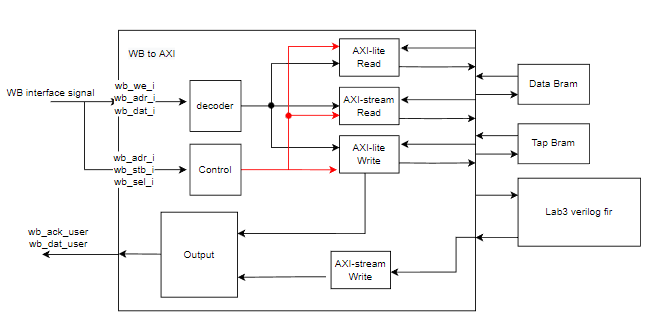 WB to AXI
WB interface signal
wb_we_i
wb_adr_i
wb_dat_i
decoder
AXI-lite
Read
AXI-stream
Read
AXI-lite
Write
Data Bram
Tap Bram
wb_adr_i
wb_stb_i
wb_sel_i
Control
Lab3 verilog fir
wb_ack_user
wb_dat_user
Output
AXI-stream
Write